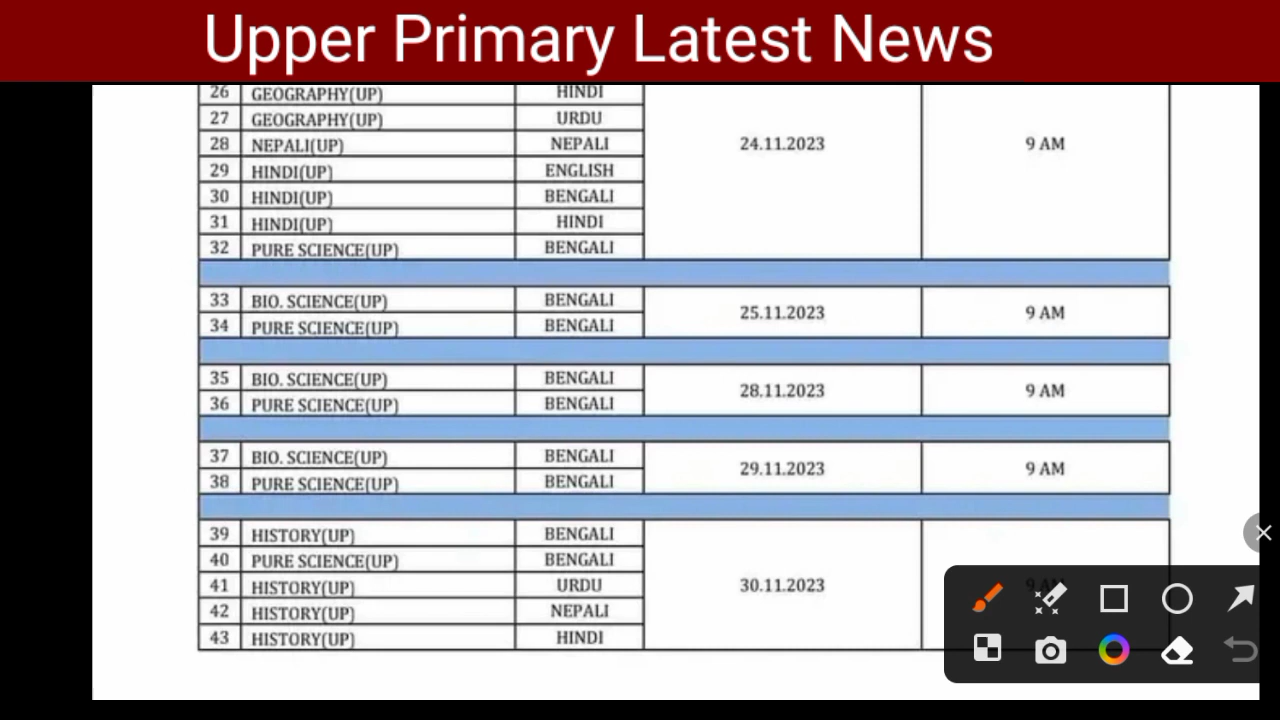 Upper Primary Latest News
26 GEOGRAPHY(UP) HINDI
27 GEOGRAPHY(UP) URDU
28 NEPALI(UP) NEPALI 24.11.2023 9 AM
29 HINDI(UP) ENGLISH
30 HINDI(UP) BENGALI
31 HINDI(UP) HINDI
32 PURE SCIENCE(UP) BENGALI
33 BIO. SCIENCE(UP) BENGALI 25.11.2023 9 AM
34 PURE SCIENCE(UP) BENGALI
35 BIO. SCIENCE(UP) BENGALI 28.11.2023 9 AM
36 PURE SCIENCE(UP) BENGALI
37 BIO. SCIENCE(UP) BENGALI 29.11.2023 9 AM
38 PURE SCIENCE(UP) BENGALI
39 HISTORY(UP) BENGALI
40 PURE SCIENCE(UP) BENGALI
41 HISTORY(UP) URDU 30.11.2023 9 AM
42 HISTORY(UP) NEPALI
43 HISTORY(UP) HINDI